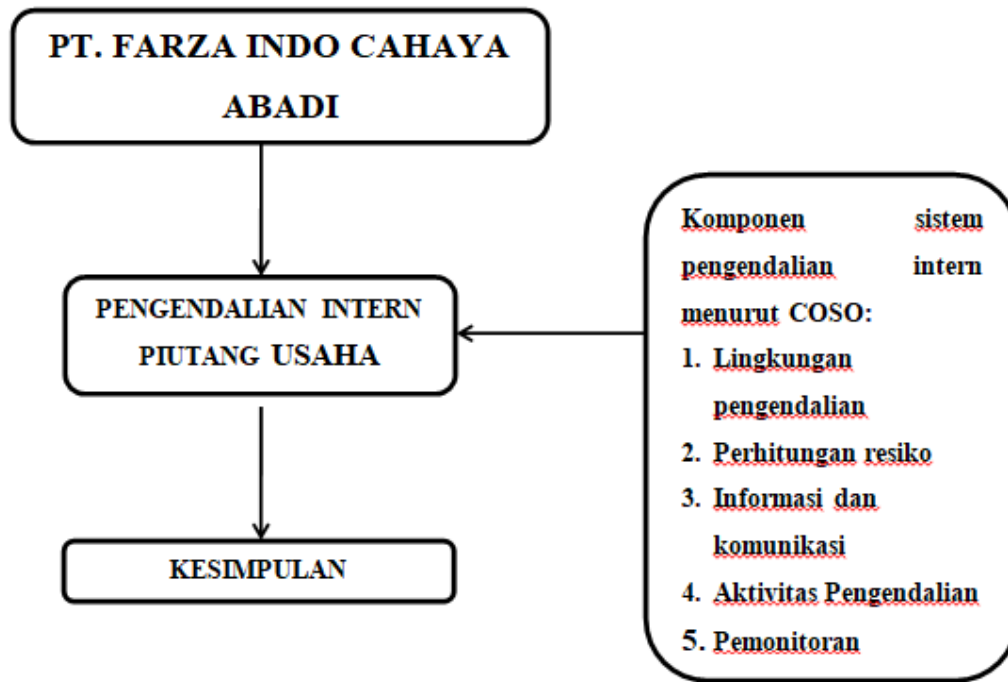 PT. FARZA INDO CAHAYA
ABADI
PENGENDALIAN INTERN
PIUTANG USAHA
KESIMPULAN
Komponen sistem
pengendalian intern
menurut COSO:
1. Lingkungan
pengendalian
2. Perhitungan resiko
3. Informasi dan
komunikasi
4. Aktivitas Pengendalian
5. Pemonitoran